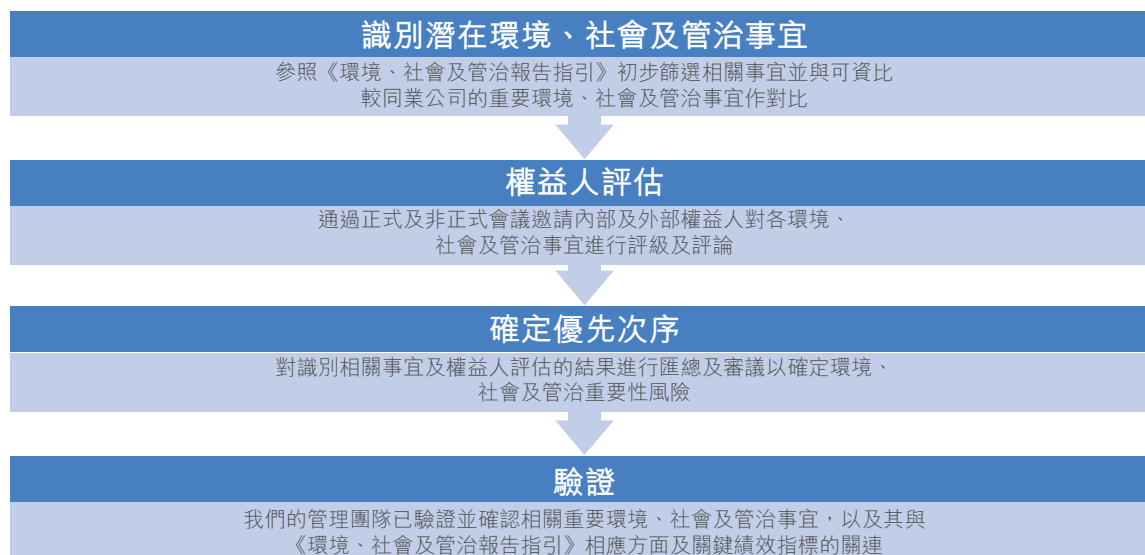 識別潛在環境、社會及管治事宜
參照《環境、社會及管治報告指引》初步篩選相關事宜並與可資比
較同業公司的重要環境、社會及管治事宜作對比
權益人評估
通過正式及非正式會議邀請內部及外部權益人對各環境、
社會及管治事宜進行評級及評論
確定優先次序
對識別相關事宜及權益人評估的結果進行匯總及審議以確定環境、
社會及管治重要性風險
驗證
我們的管理團隊已驗證並確認相關重要環境、社會及管治事宜，以及其與
《環境、社會及管治報告指引》相應方面及關鍵績效指標的關連